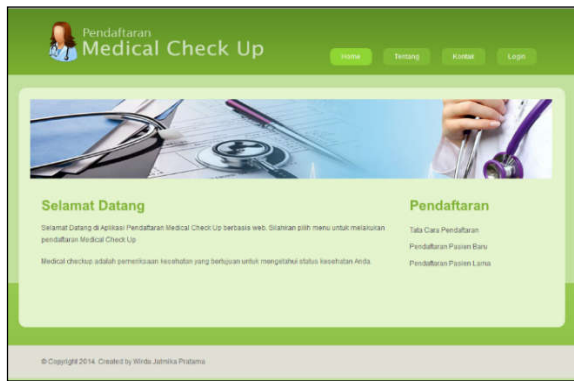 Pendaftaran
Medical Check Up
Home Tentang Kontak Login
Selamat Datang
Selamat Datang di Aplikasi Pendaftaran Medical Check Up berbasis web. Silahkan pilih menu untuk melakukan
pendaftaran Medical Check Up
Medical checkup adalah pemeriksaan kesehatan yang bertujuan untuk mengetahui status kesehatan Anda.
Pendaftaran
Tata Cara Pendaftaran
Pendaftaran Pasien Baru
Pendaftaran Pasien Lama
© Copyright 2014. Created by Wirda Jatmika Pratama